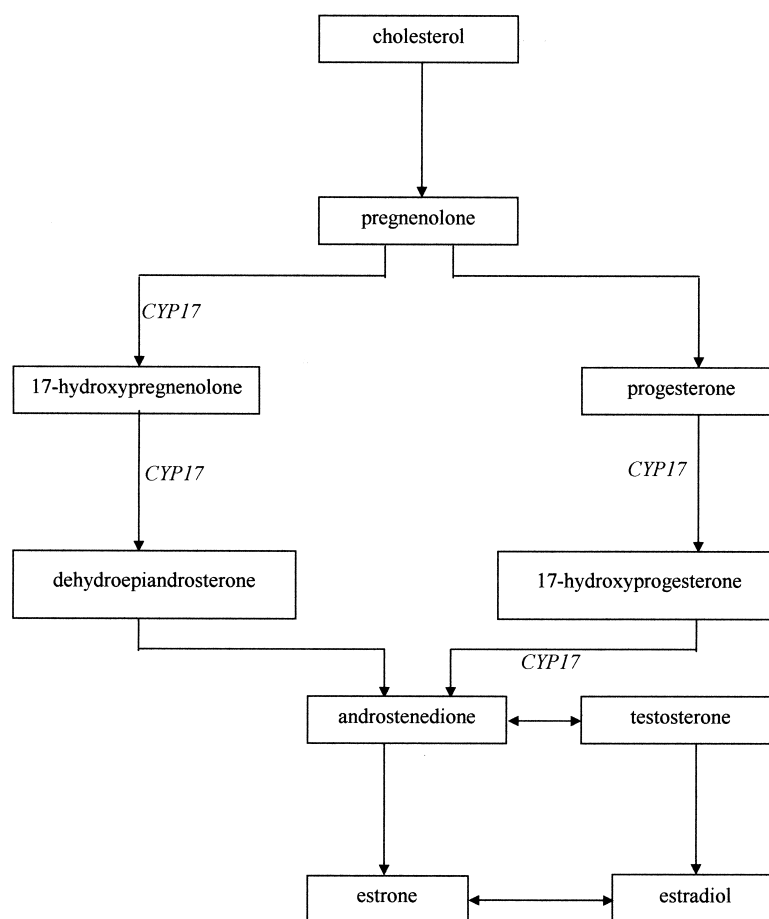 cholesterol
pregnenolone
CYP17
17-hydroxypregnenolone
progesterone
CYP17
CYP17
dehydroepiandrosterone
17-hydroxyprogesterone
CYP17
androstenedione
testosterone
estrone
estradiol